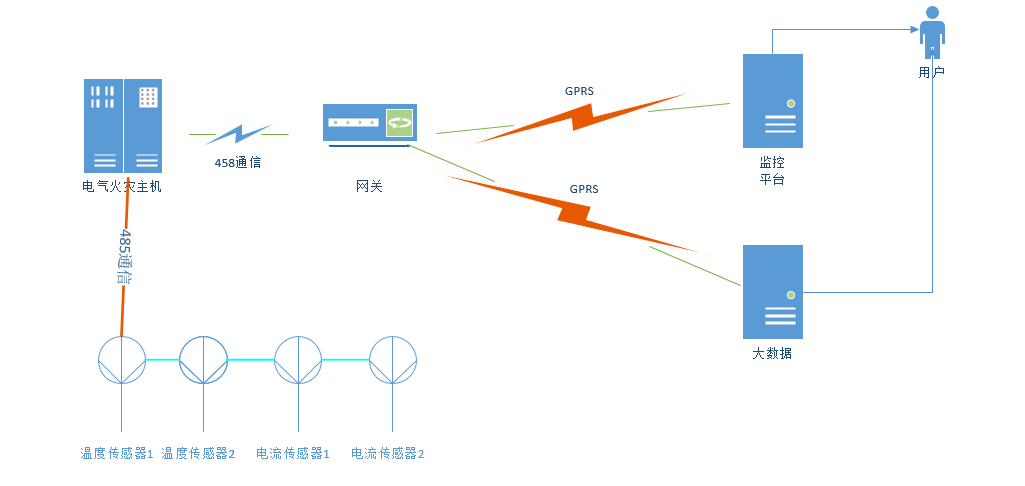 GPRS
用户
458通信
监控
平台
电气火灾主机
网关
GPRS
485通信
大数据
温度传感器1
温度传感器2
电流传感器1
电流传感器2